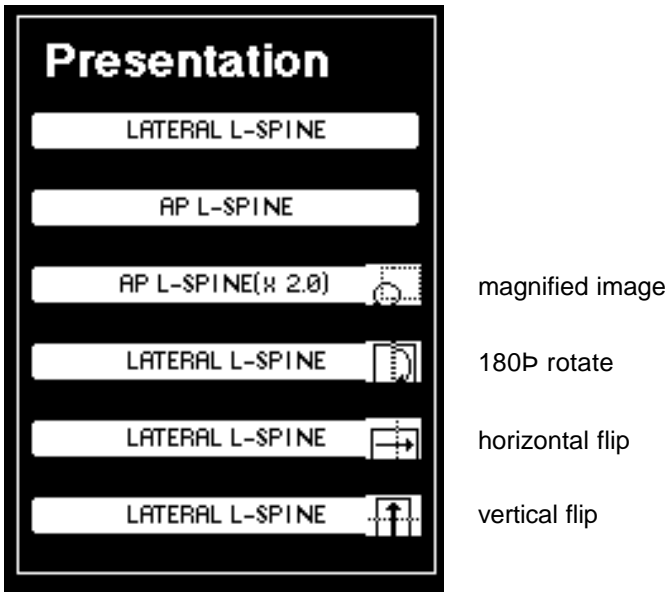 Presentation
LATERAL L-SPINE
AP L-SPINE
AP L-SPINE(x 2.0) magnified image
LATERAL L-SPINE 180Þ rotate
LATERAL L-SPINE horizontal flip
LATERAL L-SPINE vertical flip